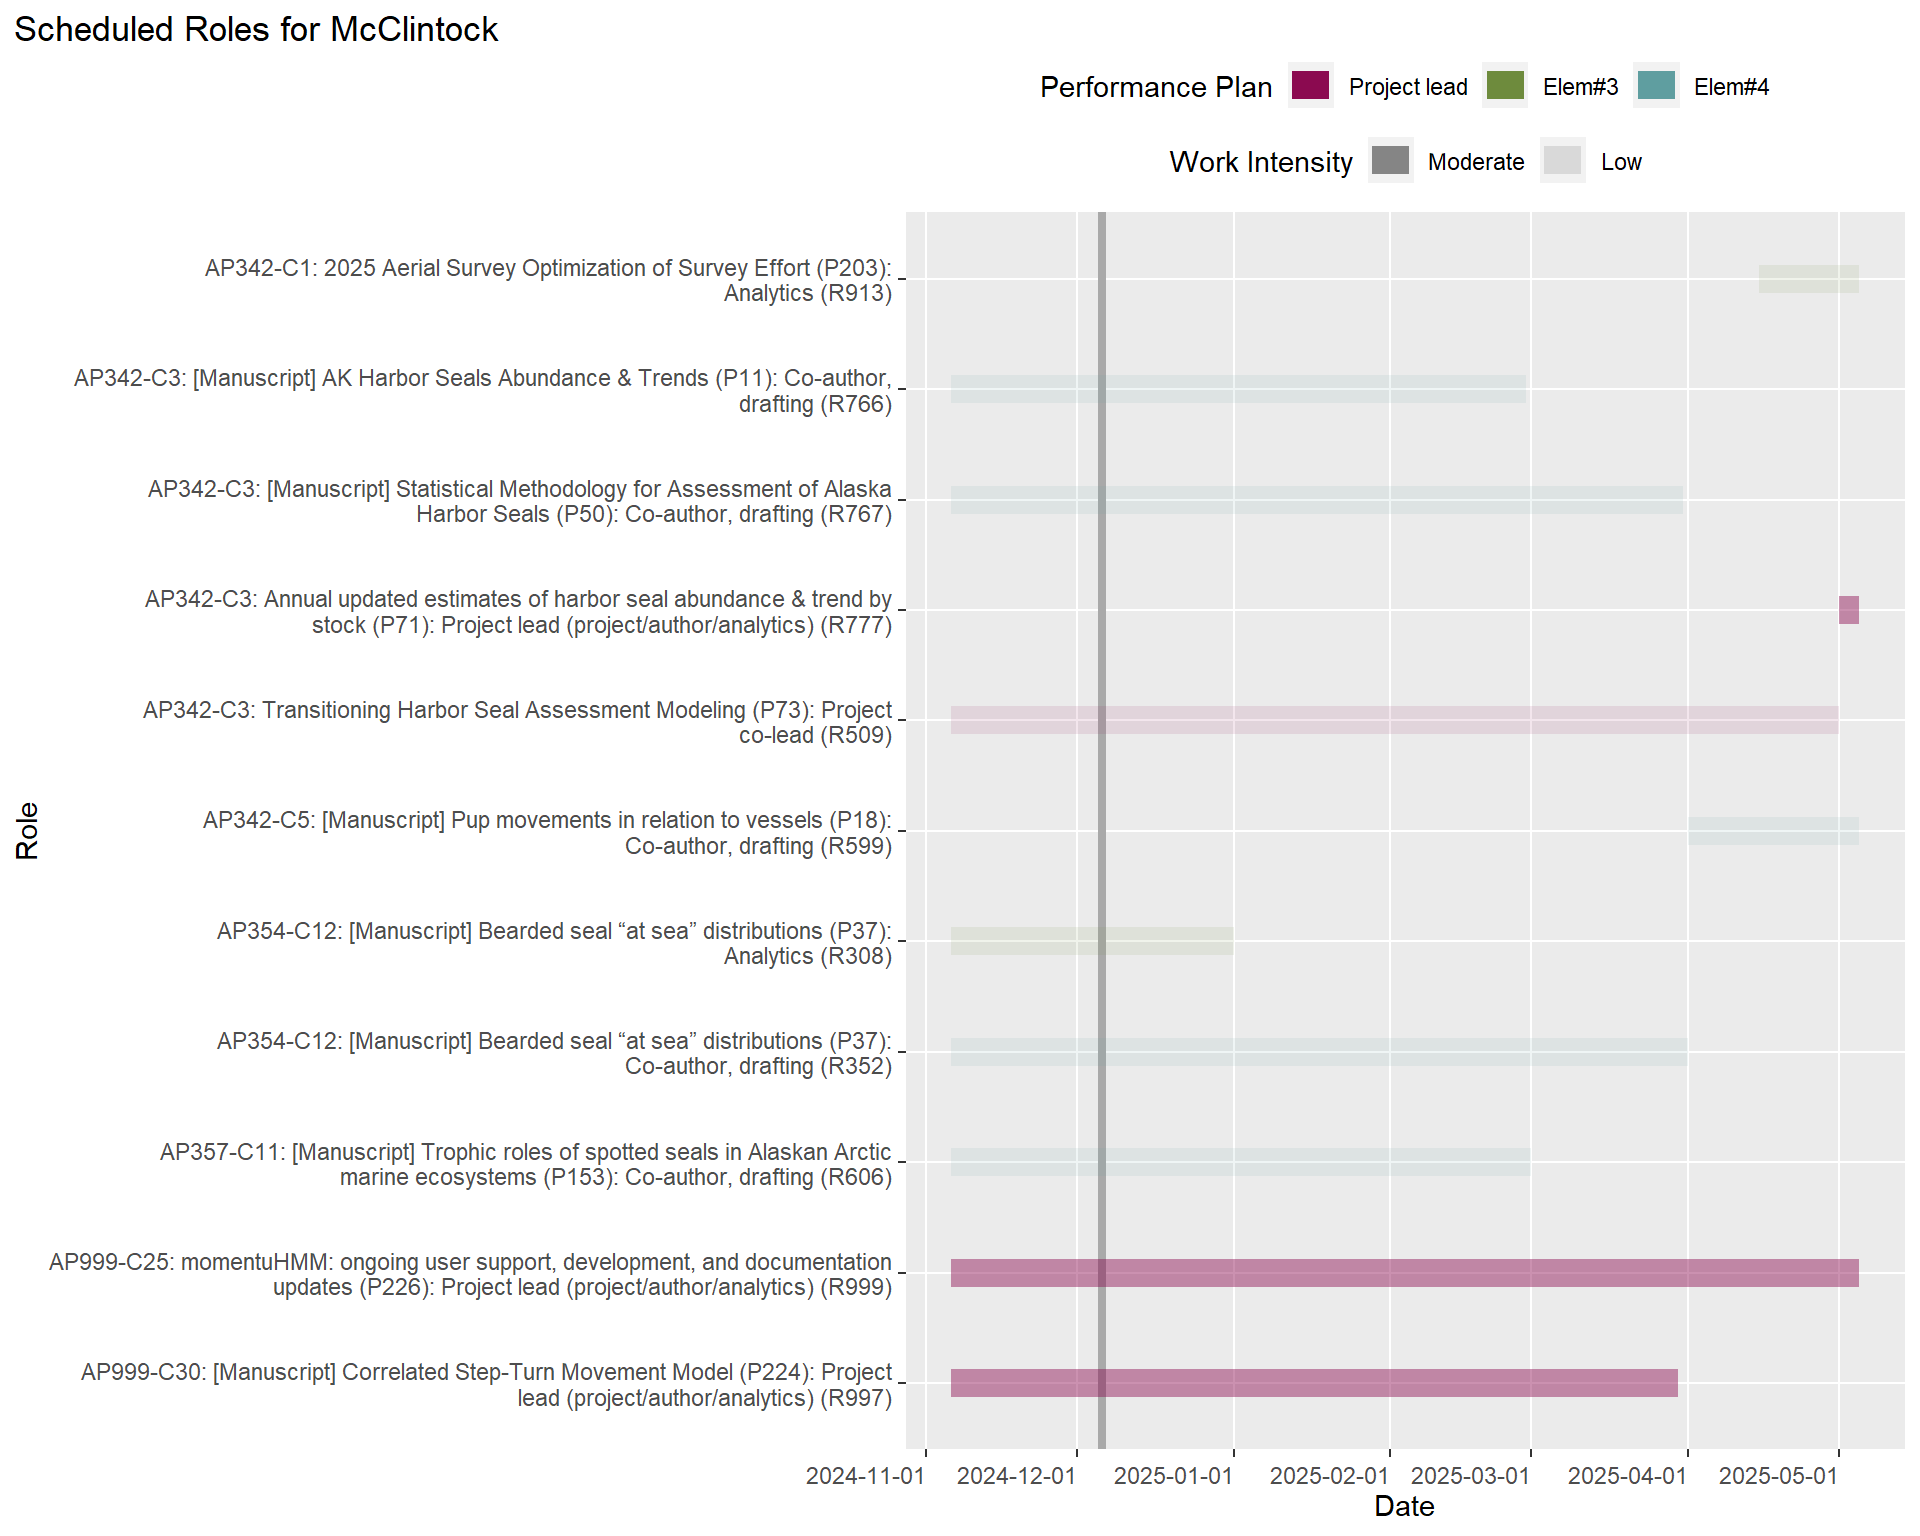 Scheduled Roles for McClintock
Performance Plan Project lead Elem#3 Elem#4
Work Intensity Moderate Low
AP342-C1: 2025 Aerial Survey Optimization of Survey Effort (P203):
Analytics (R913)
AP342-C3: [Manuscript] AK Harbor Seals Abundance & Trends (P11): Co-author,
drafting (R766)
AP342-C3: [Manuscript] Statistical Methodology for Assessment of Alaska
Harbor Seals (P50): Co-author, drafting (R767)
AP342-C3: Annual updated estimates of harbor seal abundance & trend by
stock (P71): Project lead (project/author/analytics) (R777)
AP342-C3: Transitioning Harbor Seal Assessment Modeling (P73): Project
co-lead (R509)
AP342-C5: [Manuscript] Pup movements in relation to vessels (P18):
Co-author, drafting (R599)
AP354-C12: [Manuscript] Bearded seal “at sea” distributions (P37):
Analytics (R308)
AP354-C12: [Manuscript] Bearded seal “at sea” distributions (P37):
Co-author, drafting (R352)
AP357-C11: [Manuscript] Trophic roles of spotted seals in Alaskan Arctic
marine ecosystems (P153): Co-author, drafting (R606)
AP999-C25: momentuHMM: ongoing user support, development, and documentation
updates (P226): Project lead (project/author/analytics) (R999)
AP999-C30: [Manuscript] Correlated Step-Turn Movement Model (P224): Project
lead (project/author/analytics) (R997)
Role
2024-11-01 2024-12-01 2025-01-01 2025-02-01 2025-03-01 2025-04-01 2025-05-01
Date